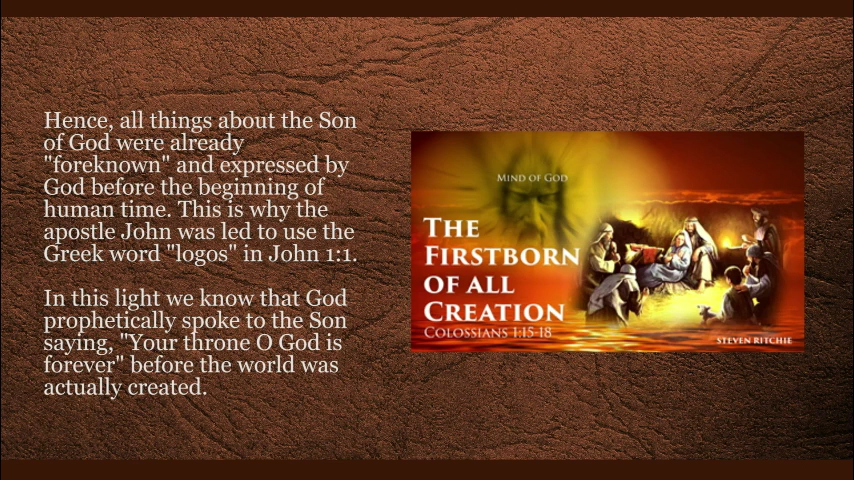 Hence, all things about the Son
of God were already
"foreknown" and expressed by
God before the beginning of
human time. This is why the
apostle John was led to use the
Greek word "logos" in John 1:1.
In this light we know that God
prophetically spoke to the Son
saying, "Your throne O God is
forever" before the world was
actually created.
MIND OF GOD
THE
FIRSTBORN
OF ALL
CREATION
COLOSSIANS 1:15-18
STEVEN RITCHIE